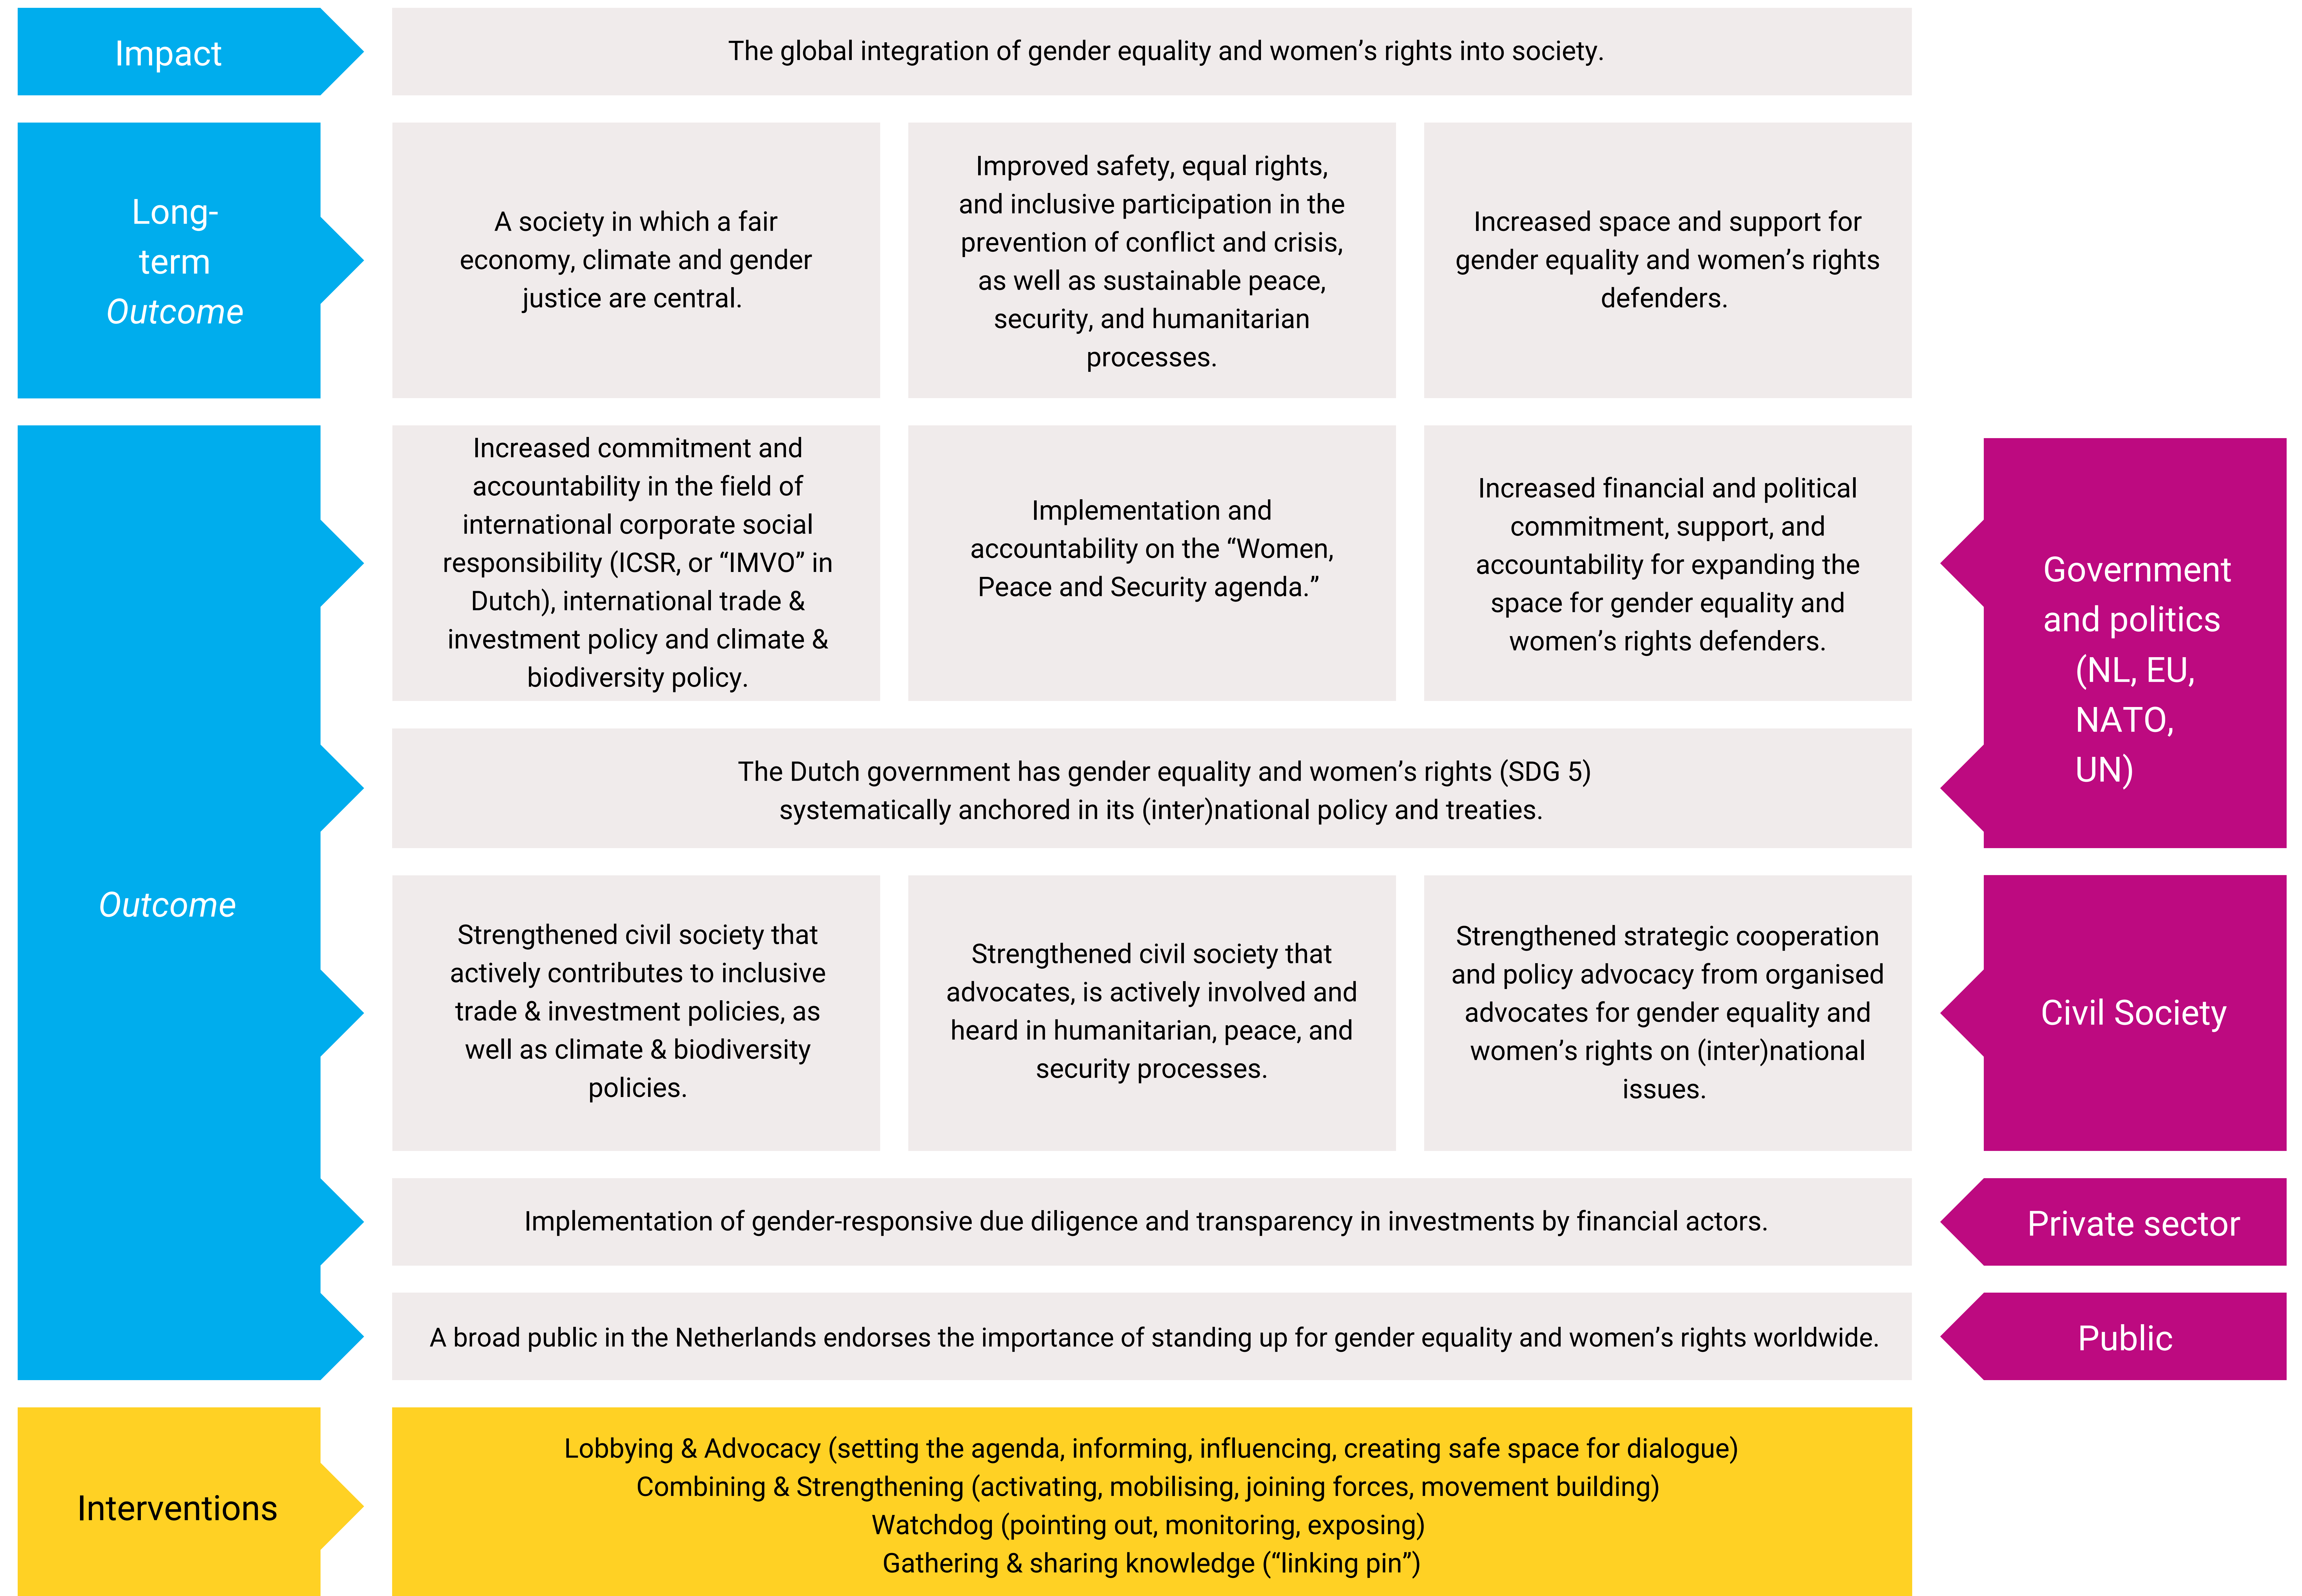 Impact
The global integration of gender equality and women’s rights into society.
Long-
term
Outcome
A society in which a fair
economy, climate and gender
justice are central.
Improved safety, equal rights,
and inclusive participation in the
prevention of conflict and crisis,
as well as sustainable peace,
security, and humanitarian
processes.
Increased space and support for
gender equality and women’s rights
defenders.
Outcome
Increased commitment and
accountability in the field of
international corporate social
responsibility (ICSR, or “IMVO” in
Dutch), international trade &
investment policy and climate &
biodiversity policy.
Implementation and
accountability on the “Women,
Peace and Security agenda.”
Increased financial and political
commitment, support, and
accountability for expanding the
space for gender equality and
women’s rights defenders.
Government
and politics
(NL, EU,
NATO,
UN)
The Dutch government has gender equality and women’s rights (SDG 5)
systematically anchored in its (inter)national policy and treaties.
Strengthened civil society that
actively contributes to inclusive
trade & investment policies, as
well as climate & biodiversity
policies.
Strengthened civil society that
advocates, is actively involved and
heard in humanitarian, peace, and
security processes.
Strengthened strategic cooperation
and policy advocacy from organised
advocates for gender equality and
women’s rights on (inter)national
issues.
Civil Society
Implementation of gender-responsive due diligence and transparency in investments by financial actors.
Private sector
A broad public in the Netherlands endorses the importance of standing up for gender equality and women’s rights worldwide.
Public
Interventions
Lobbying & Advocacy (setting the agenda, informing, influencing, creating safe space for dialogue)
Combining & Strengthening (activating, mobilising, joining forces, movement building)
Watchdog (pointing out, monitoring, exposing)
Gathering & sharing knowledge (“linking pin”)